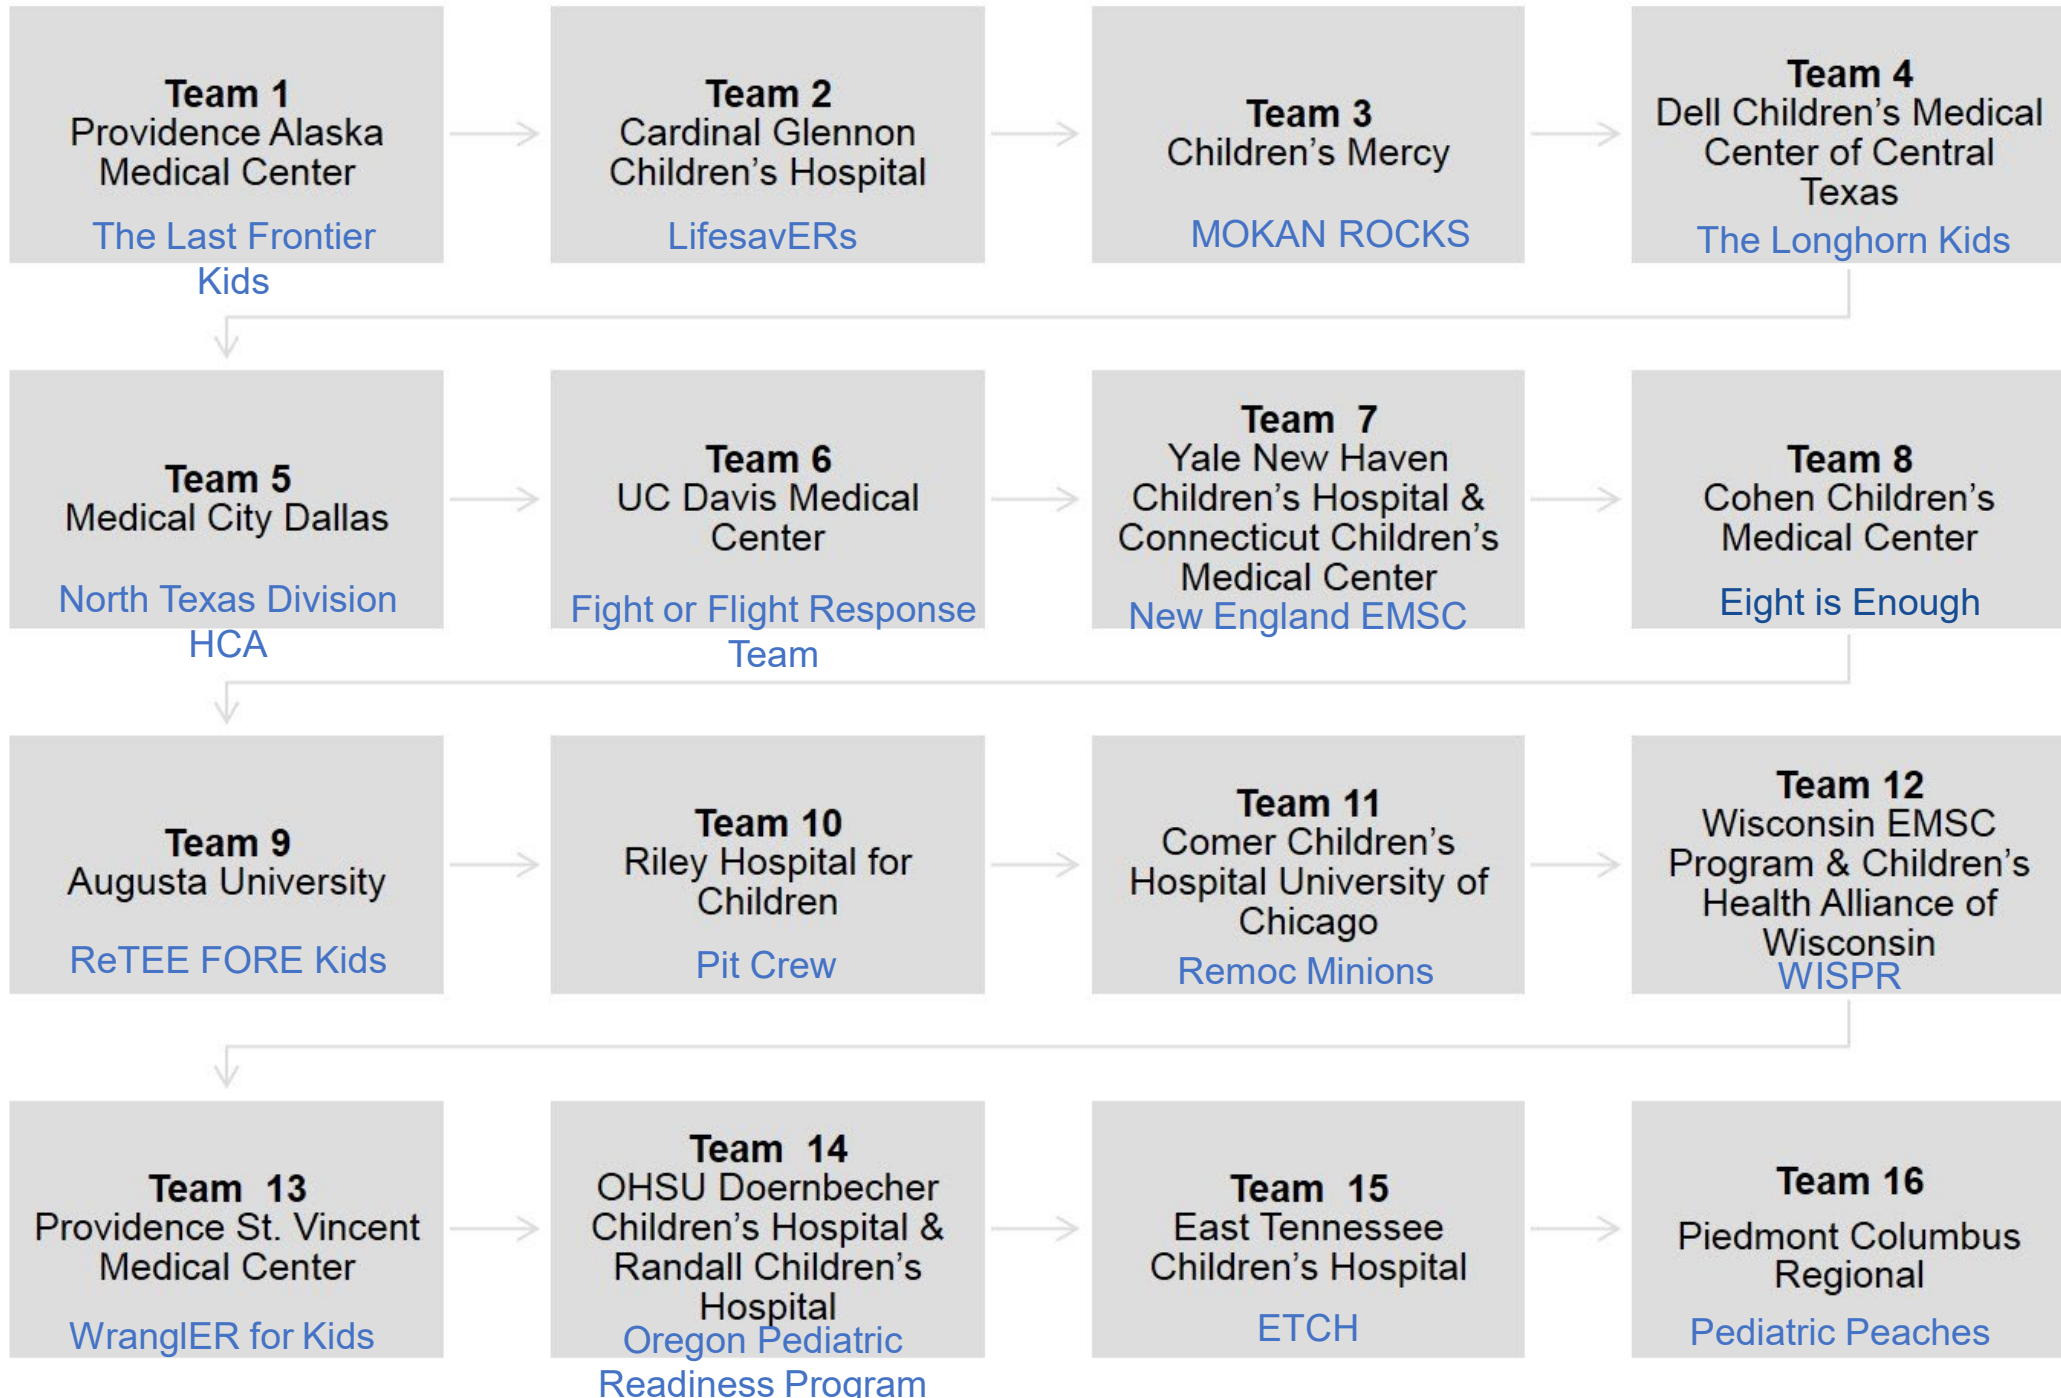 Team 1
Providence Alaska
Medical Center
The Last Frontier
Kids
Team 2
Cardinal Glennon
Children’s Hospital
LifesavERs
Team 3
Children’s Mercy
MOKAN ROCKS
Team 4
Dell Children’s Medical
Center of Central
Texas
The Longhorn Kids
Team 5
Medical City Dallas
North Texas Division
HCA
Team 6
UC Davis Medical
Center
Fight or Flight Response
Team
Team 7
Yale New Haven
Children’s Hospital &
Connecticut Children’s
Medical Center
New England EMSC
Team 8
Cohen Children’s
Medical Center
Eight is Enough
Team 9
Augusta University
ReTEE FORE Kids
Team 10
Riley Hospital for
Children
Pit Crew
Team 11
Comer Children’s
Hospital University of
Chicago
Remoc Minions
Team 12
Wisconsin EMSC
Program & Children’s
Health Alliance of
Wisconsin
WISPR
Team 13
Providence St. Vincent
Medical Center
WranglER for Kids
Team 14
OHSU Doernbecher
Children’s Hospital &
Randall Children’s
Hospital
Oregon Pediatric
Readiness Program
Team 15
East Tennessee
Children’s Hospital
ETCH
Team 16
Piedmont Columbus
Regional
Pediatric Peaches